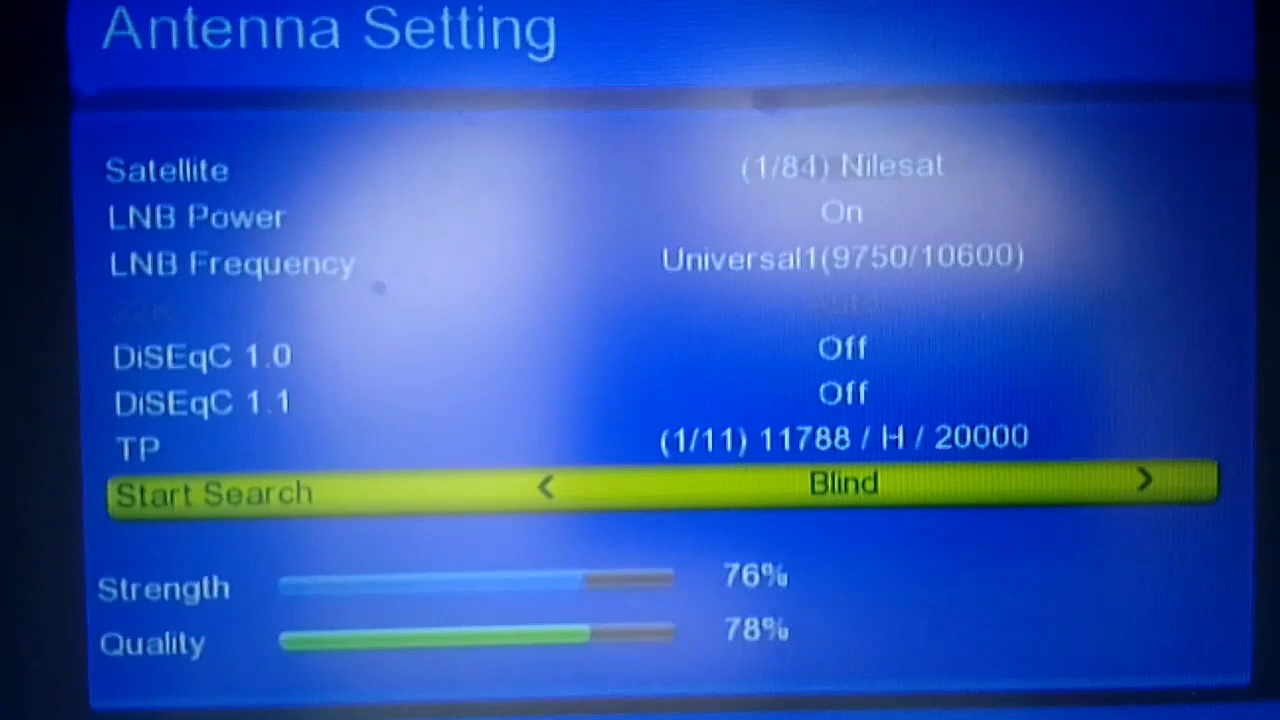 Antenna Setting
Satellite (1/84) Nilesat
LNB Power On
LNB Frequency Universal1(9750/10600)
22K
DiSEqC 1.0 Off
DiSEqC 1.1 Off
TP (1/11) 11788 / H / 20000
Start Search < Blind >
Strength 76%
Quality 78%